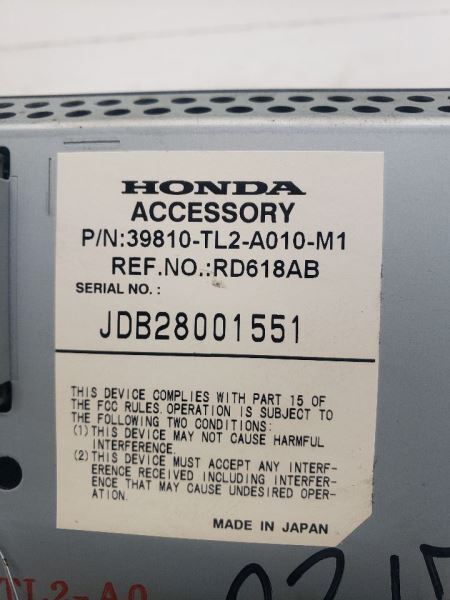 HONDA
ACCESSORY
P/N:39810-TL2-A010-M1
REF.NO.:RD618AB
SERIAL NO.:
JDB28001551
THIS DEVICE COMPLIES WITH PART 15 OF
THE FCC RULES. OPERATION IS SUBJECT TO
THE FOLLOWING TWO CONDITIONS:
(1) THIS DEVICE MAY NOT CAUSE HARMFUL
INTERFERENCE.
(2) THIS DEVICE MUST ACCEPT ANY INTERF-
ERENCE RECEIVED INCLUDING INTERFER-
ENCE THAT MAY CAUSE UNDESIRED OPER-
ATION.
MADE IN JAPAN
TL2-A0